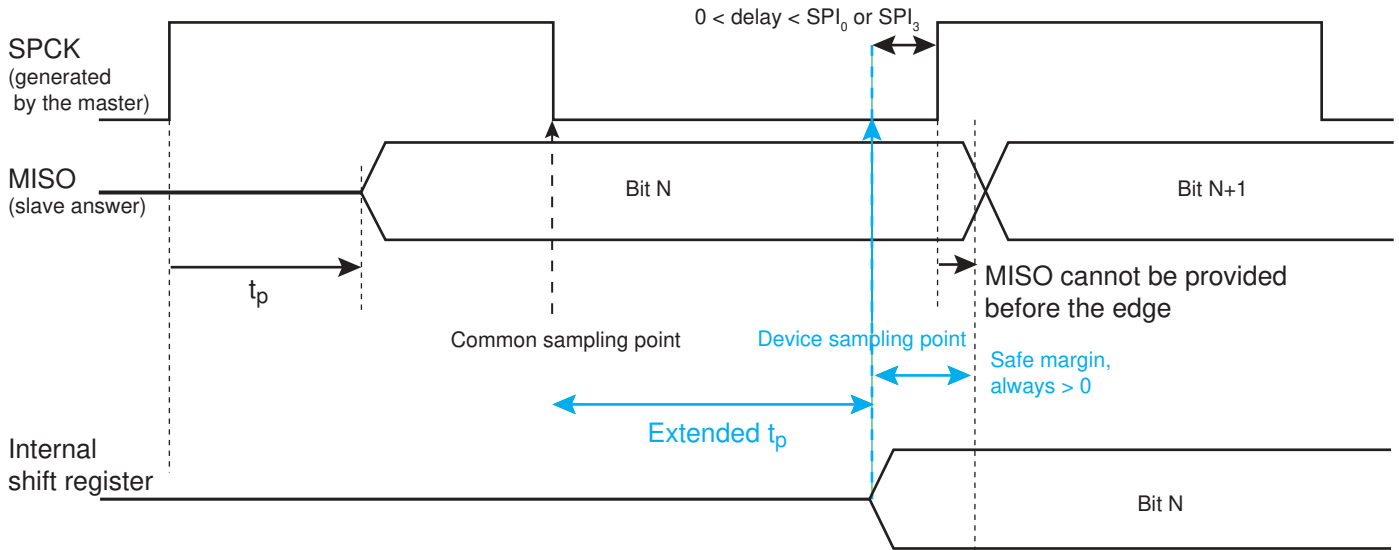 0 < delay < SPI0 or SPI3
SPCK
(generated
by the master)
MISO
(slave answer)
Bit N
Bit N+1
tp
MISO cannot be provided
before the edge
Common sampling point
Device sampling point
Safe margin,
always > 0
Extended tp
Internal
shift register
Bit N